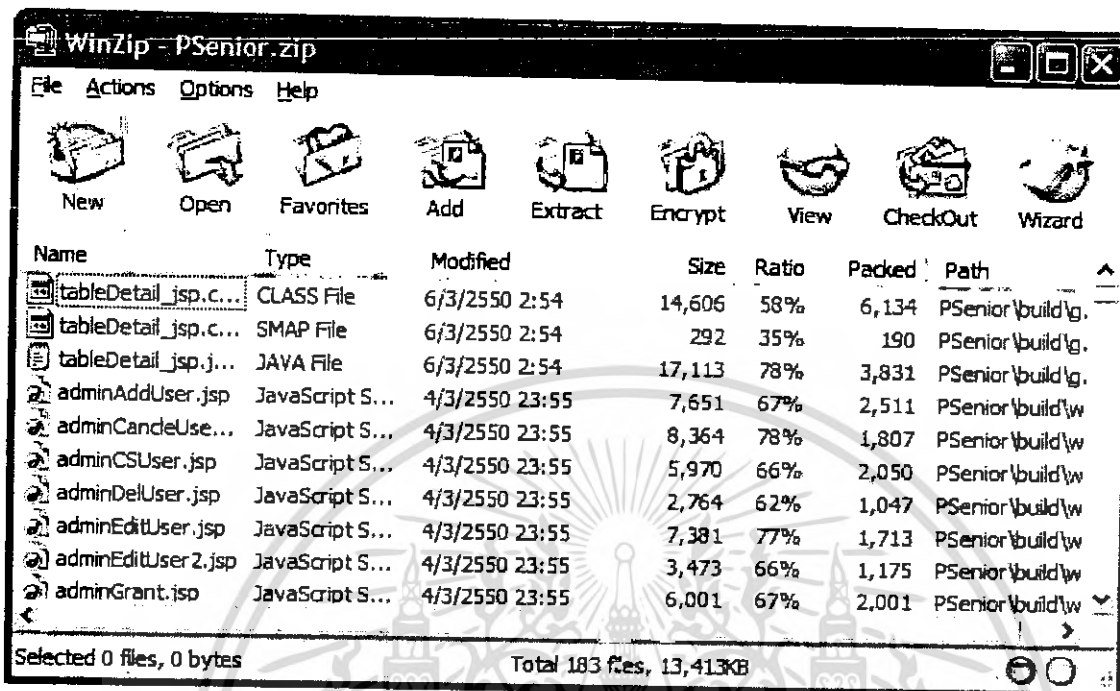 WinZip - PSenior.zip
File Actions Options Help
New Open Favorites Add Extract Encrypt View CheckOut Wizard
Name Type Modified Size Ratio Packed Path
tableDetail_jsp.c... CLASS File 6/3/2550 2:54 14,606 58% 6,134 PSenior\build\g.
tableDetail_jsp.c... SMAP File 6/3/2550 2:54 292 35% 190 PSenior\build\g.
tableDetail_jsp.j... JAVA File 6/3/2550 2:54 17,113 78% 3,831 PSenior\build\g.
adminAddUser.jsp JavaScript S... 4/3/2550 23:55 7,651 67% 2,511 PSenior\build\w
adminCancleUse... JavaScript S... 4/3/2550 23:55 8,364 78% 1,807 PSenior\build\w
adminCSUser.jsp JavaScript S... 4/3/2550 23:55 5,970 66% 2,050 PSenior\build\w
adminDelUser.jsp JavaScript S... 4/3/2550 23:55 2,764 62% 1,047 PSenior\build\w
adminEditUser.jsp JavaScript S... 4/3/2550 23:55 7,381 77% 1,713 PSenior\build\w
adminEditUser2.jsp JavaScript S... 4/3/2550 23:55 3,473 66% 1,175 PSenior\build\w
adminGrant.jsp JavaScript S... 4/3/2550 23:55 6,001 67% 2,001 PSenior\build\w
Selected 0 files, 0 bytes Total 183 files, 13,413KB